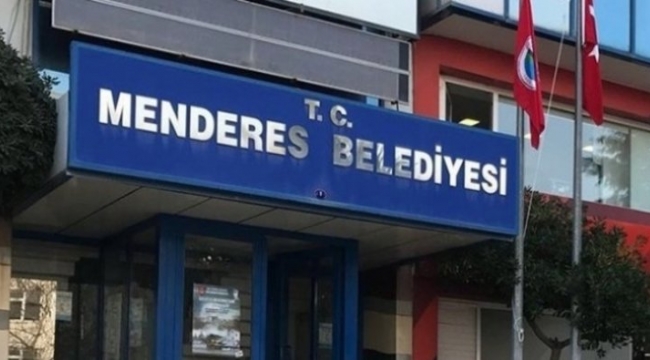 T. C.
MENDERES BELEDİYESİ